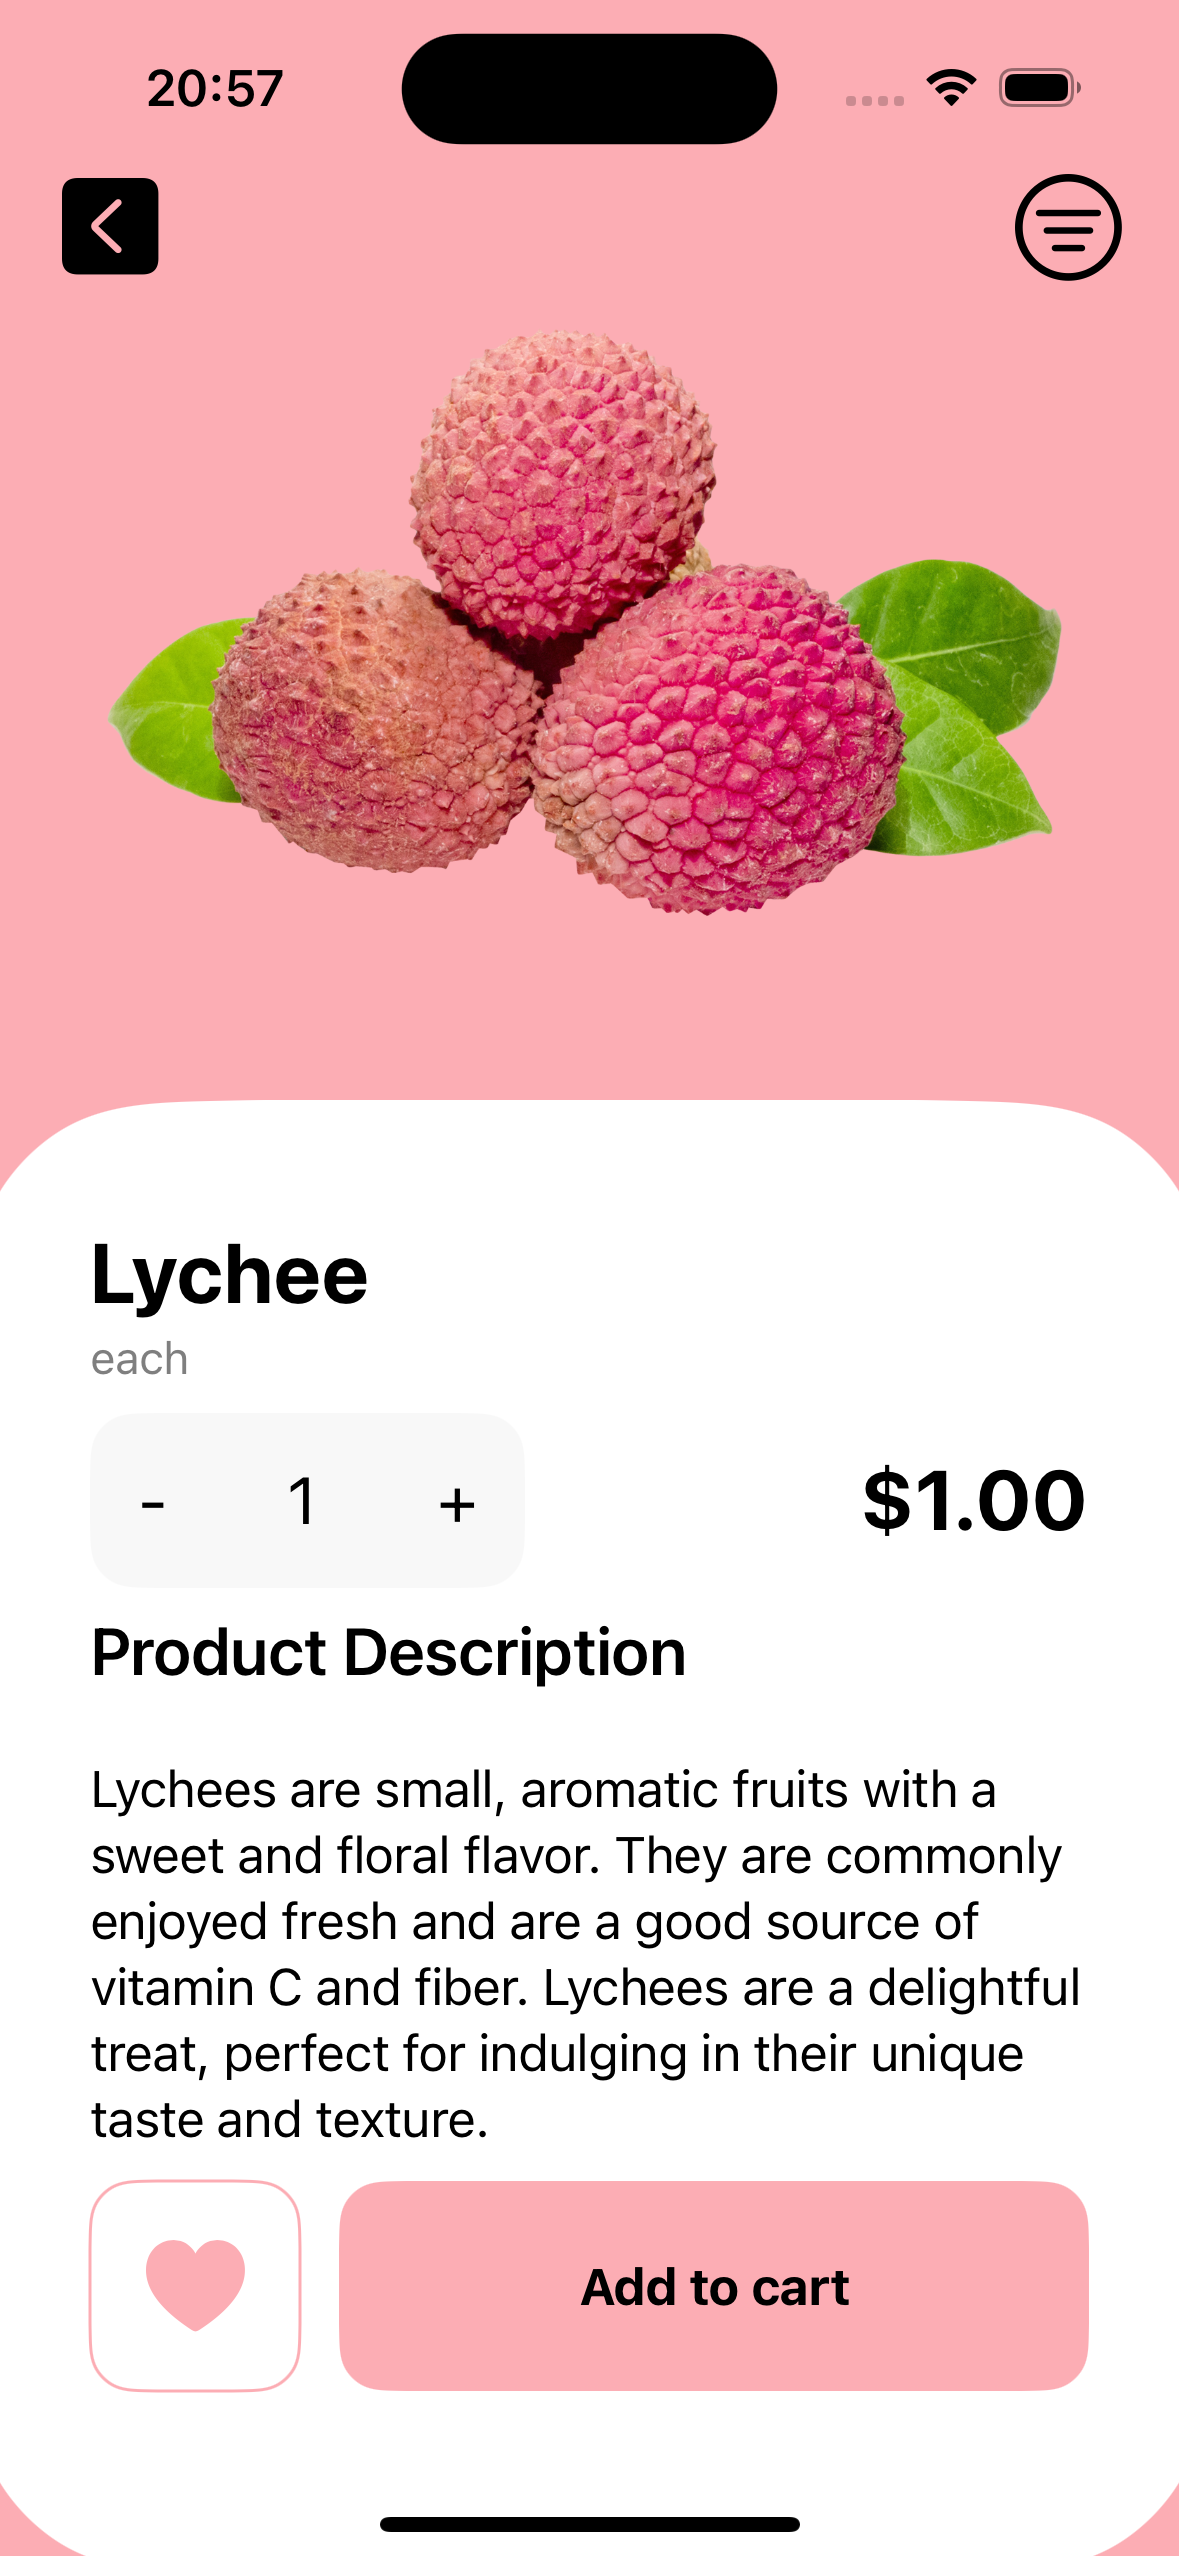 20:57
Lychee
each
- 1 +
$1.00
Product Description
Lychees are small, aromatic fruits with a
sweet and floral flavor. They are commonly
enjoyed fresh and are a good source of
vitamin C and fiber. Lychees are a delightful
treat, perfect for indulging in their unique
taste and texture.
Add to cart